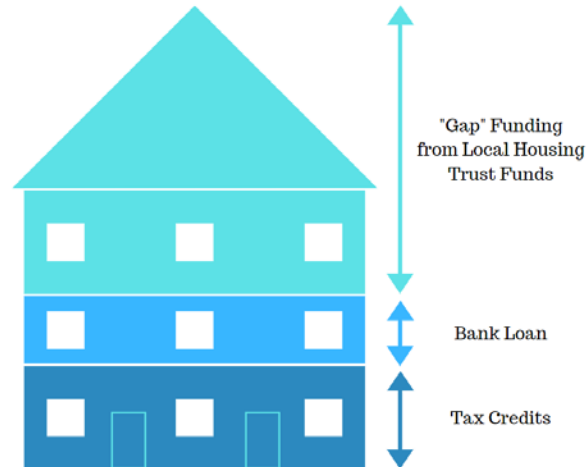 "Gap" Funding
from Local Housing
Trust Funds
Bank Loan
Tax Credits